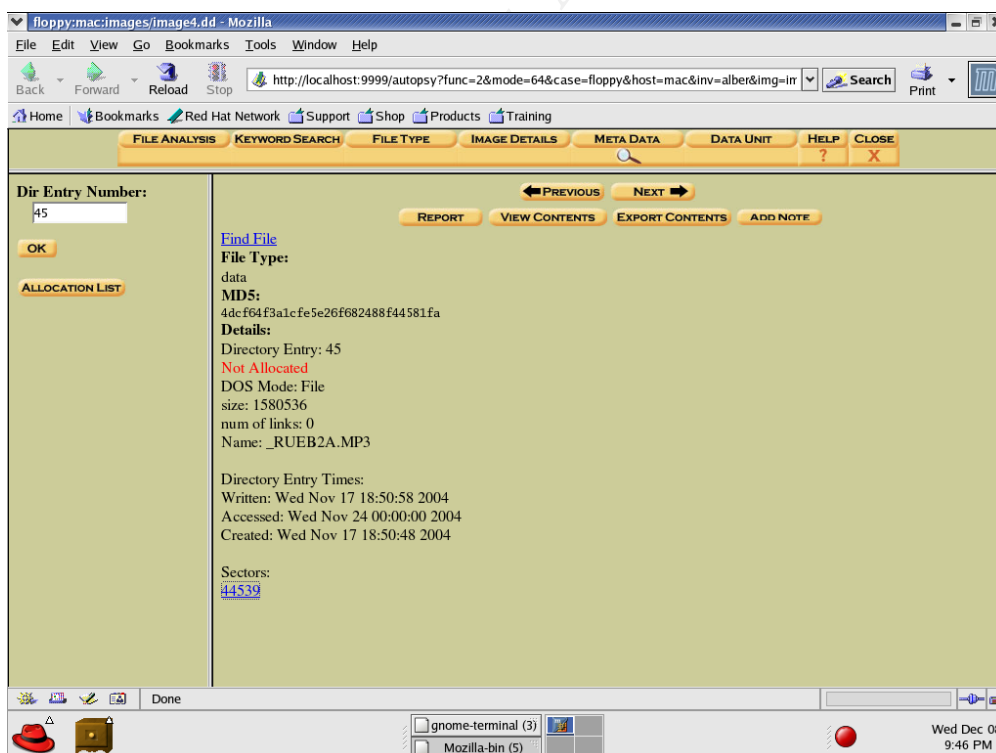 floppy:mac:images/image4.dd - Mozilla
File Edit View Go Bookmarks Tools Window Help
Back Forward Reload Stop http://localhost:9999/autopsy?func=2&mode=64&case=floppy&host=mac&inv=alber&img=im Search Print
Home Bookmarks Red Hat Network Support Shop Products Training
FILE ANALYSIS KEYWORD SEARCH FILE TYPE IMAGE DETAILS META DATA DATA UNIT HELP CLOSE
? X
Dir Entry Number:
45
OK
ALLOCATION LIST
PREVIOUS NEXT
REPORT VIEW CONTENTS EXPORT CONTENTS ADD NOTE
Find File
File Type:
data
MD5:
4dcf64f3a1cfe5e26f682488f44581fa
Details:
Directory Entry: 45
Not Allocated
DOS Mode: File
size: 1580536
num of links: 0
Name: _RUEB2A.MP3
Directory Entry Times:
Written: Wed Nov 17 18:50:58 2004
Accessed: Wed Nov 24 00:00:00 2004
Created: Wed Nov 17 18:50:48 2004
Sectors:
44539
Done
gnome-terminal (3)
Mozilla-bin (5)
Wed Dec
9:46 PM